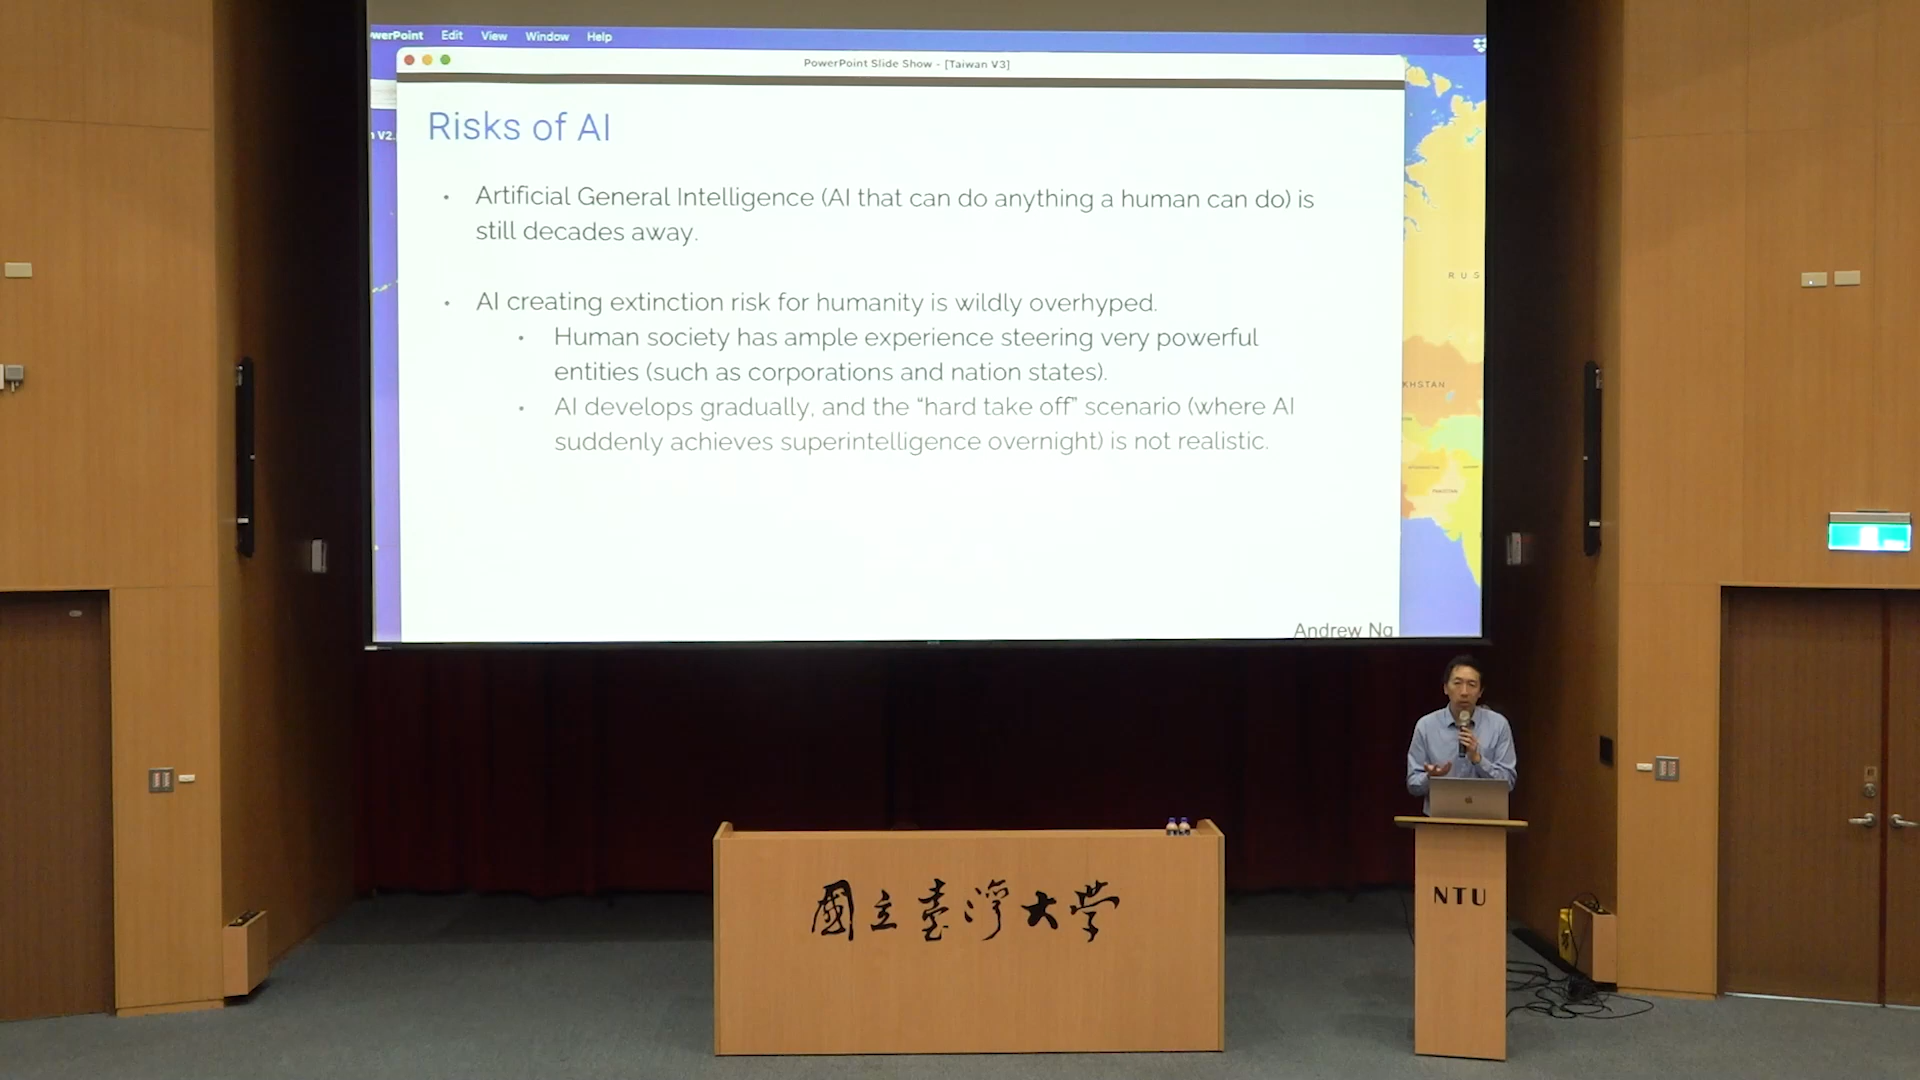 werPoint Edit View Window Help
PowerPoint Slide Show - [Taiwan V3]
V2.
Risks of AI
• Artificial General Intelligence (AI that can do anything a human can do) is
still decades away.
• AI creating extinction risk for humanity is wildly overhyped.
• Human society has ample experience steering very powerful
entities (such as corporations and nation states).
• AI develops gradually, and the “hard take off” scenario (where AI
suddenly achieves superintelligence overnight) is not realistic.
Andrew Ng
RUS
KHSTAN
國立臺灣大學
NTU